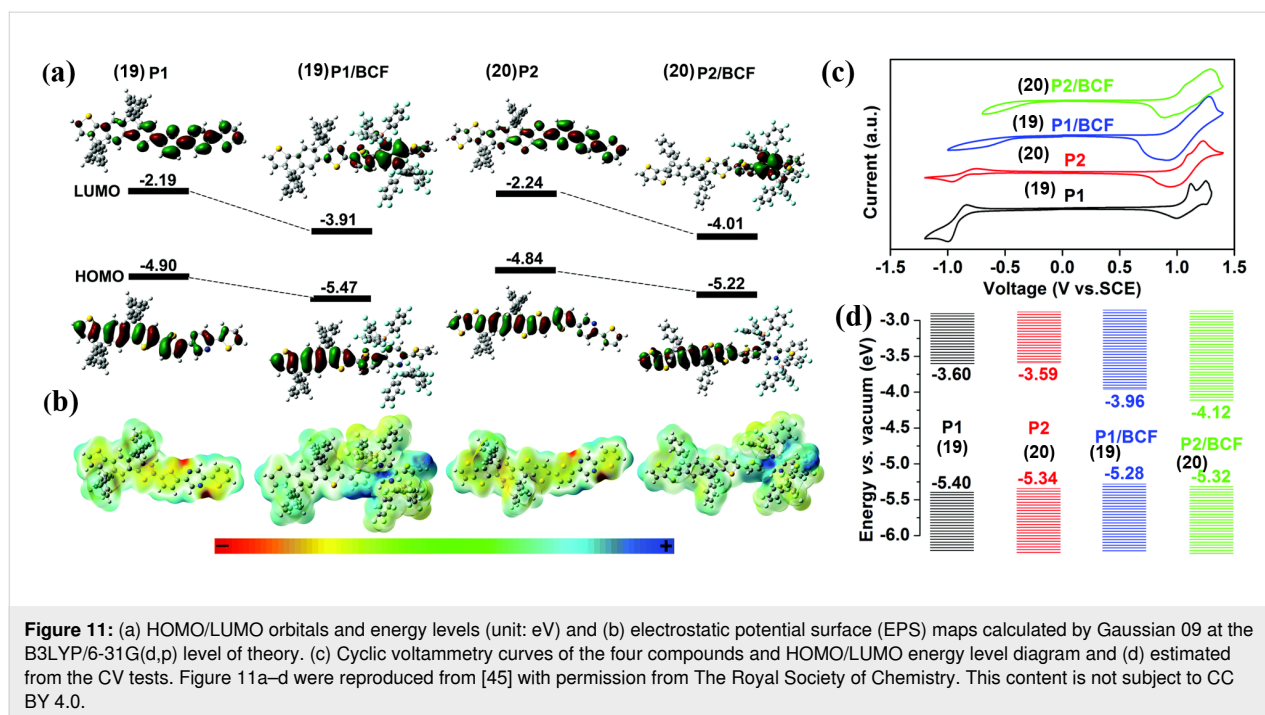 (a)
(19) P1
(19) P1/BCF
(20) P2
(20) P2/BCF
LUMO
-2.19
-3.91
-2.24
-4.01
HOMO
-4.90
-5.47
-4.84
-5.22
(b)
− +
(c)
Current (a.u.)
(20) P2/BCF
(19) P1/BCF
(20) P2
(19) P1
-1.5 -1.0 -0.5 0.0 0.5 1.0 1.5
Voltage (V vs.SCE)
(d)
Energy vs. vacuum (eV)
-3.0
-3.5
-4.0
-4.5
-5.0
-5.5
-6.0
-3.60
-3.59
-3.96
-4.12
P1
(19)
P2
(20)
P1/BCF
(19)
P2/BCF
(20)
-5.40
-5.34
-5.28
-5.32
Figure 11: (a) HOMO/LUMO orbitals and energy levels (unit: eV) and (b) electrostatic potential surface (EPS) maps calculated by Gaussian 09 at the
B3LYP/6-31G(d,p) level of theory. (c) Cyclic voltammetry curves of the four compounds and HOMO/LUMO energy level diagram and (d) estimated
from the CV tests. Figure 11a–d were reproduced from [45] with permission from The Royal Society of Chemistry. This content is not subject to CC
BY 4.0.